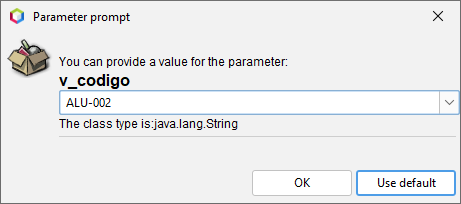 Parameter prompt
You can provide a value for the parameter:
v_codigo
ALU-002
The class type is:java.lang.String
OK
Use default